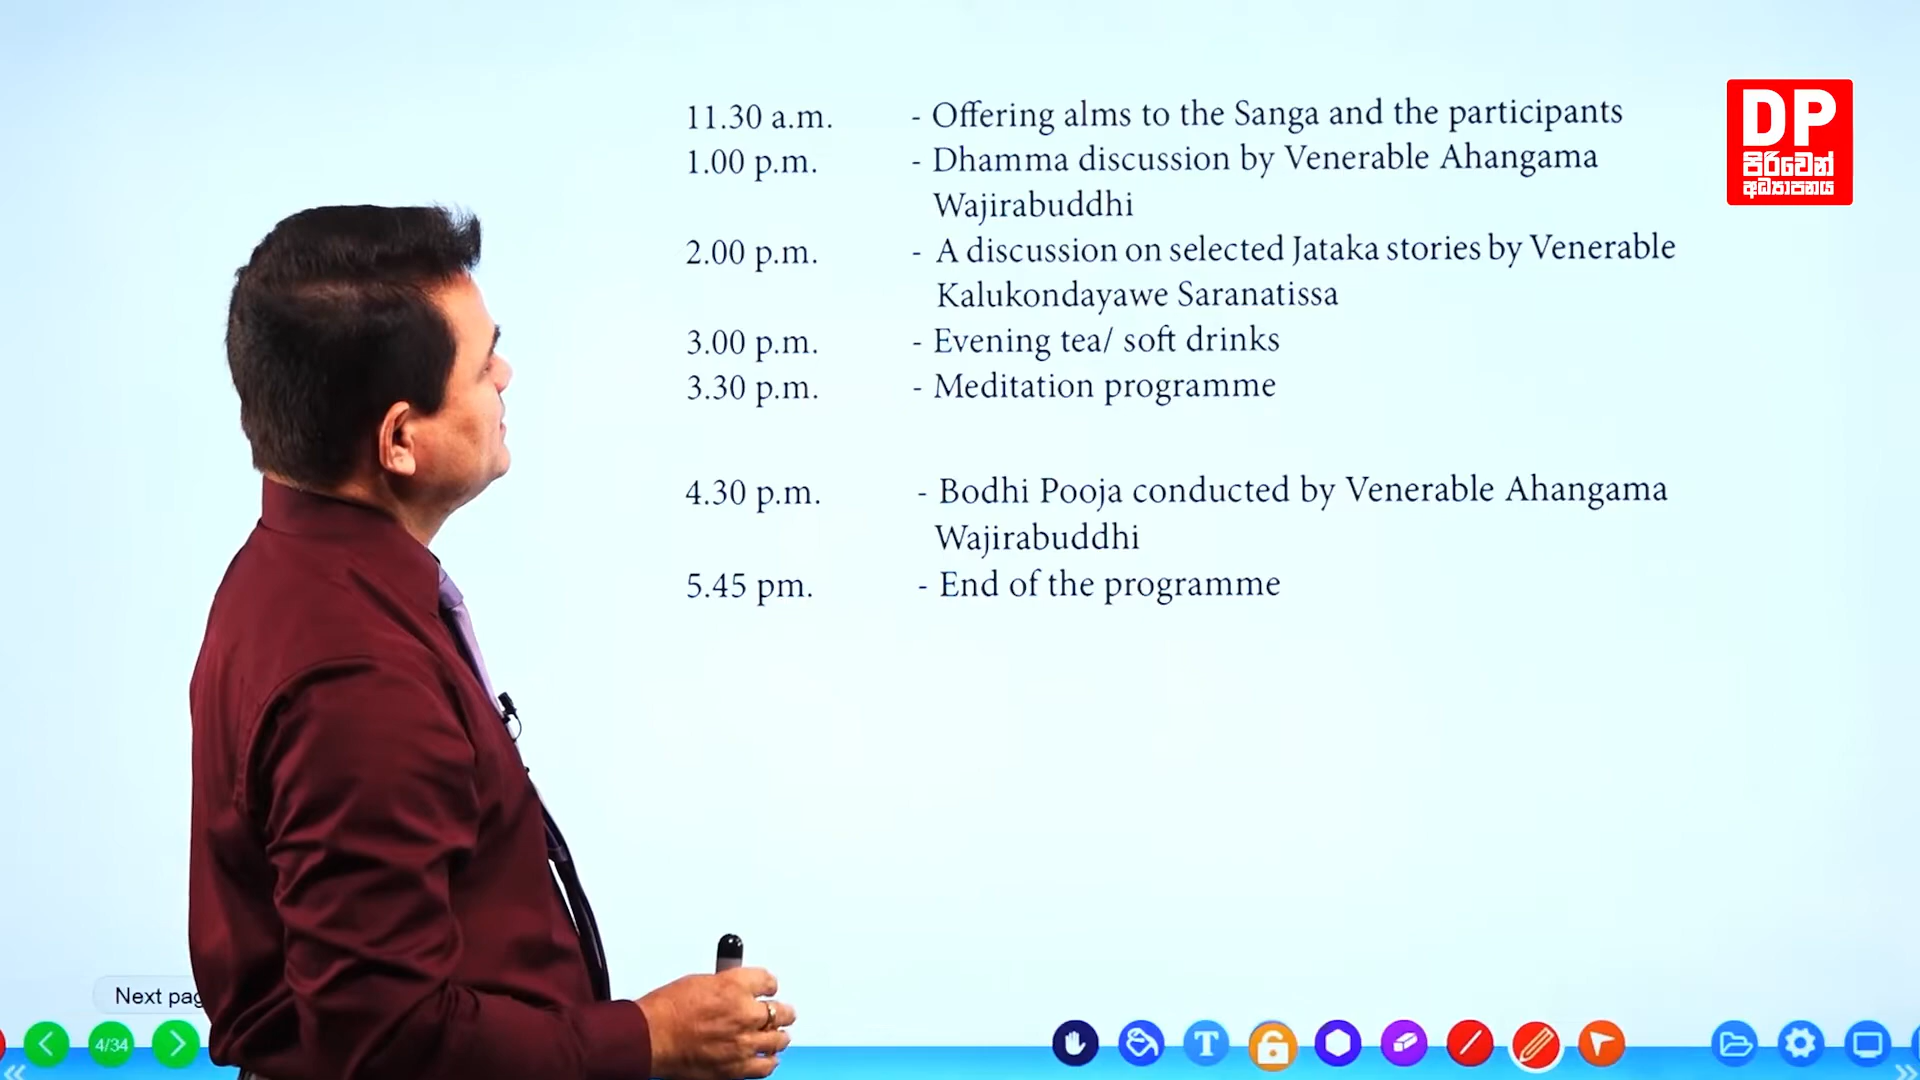 11.30 a.m. - Offering alms to the Sanga and the participants
1.00 p.m. - Dhamma discussion by Venerable Ahangama
Wajirabuddhi
2.00 p.m. - A discussion on selected Jataka stories by Venerable
Kalukondayawe Saranatissa
3.00 p.m. - Evening tea/ soft drinks
3.30 p.m. - Meditation programme
4.30 p.m. - Bodhi Pooja conducted by Venerable Ahangama
Wajirabuddhi
5.45 pm. - End of the programme
DP
පිරිවෙන්
අධ්‍යාපනය
Next pag
4/34
T